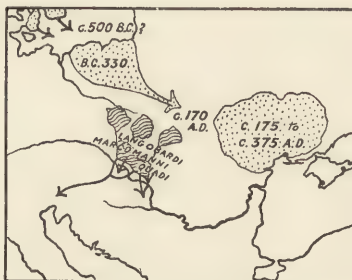 c. 500 B.C.?
B.C. 330.
c. 170
A.D.
C. 175. to
c. 375. A.D.
LANGOBARDI
MARCOMANNI
QUADI